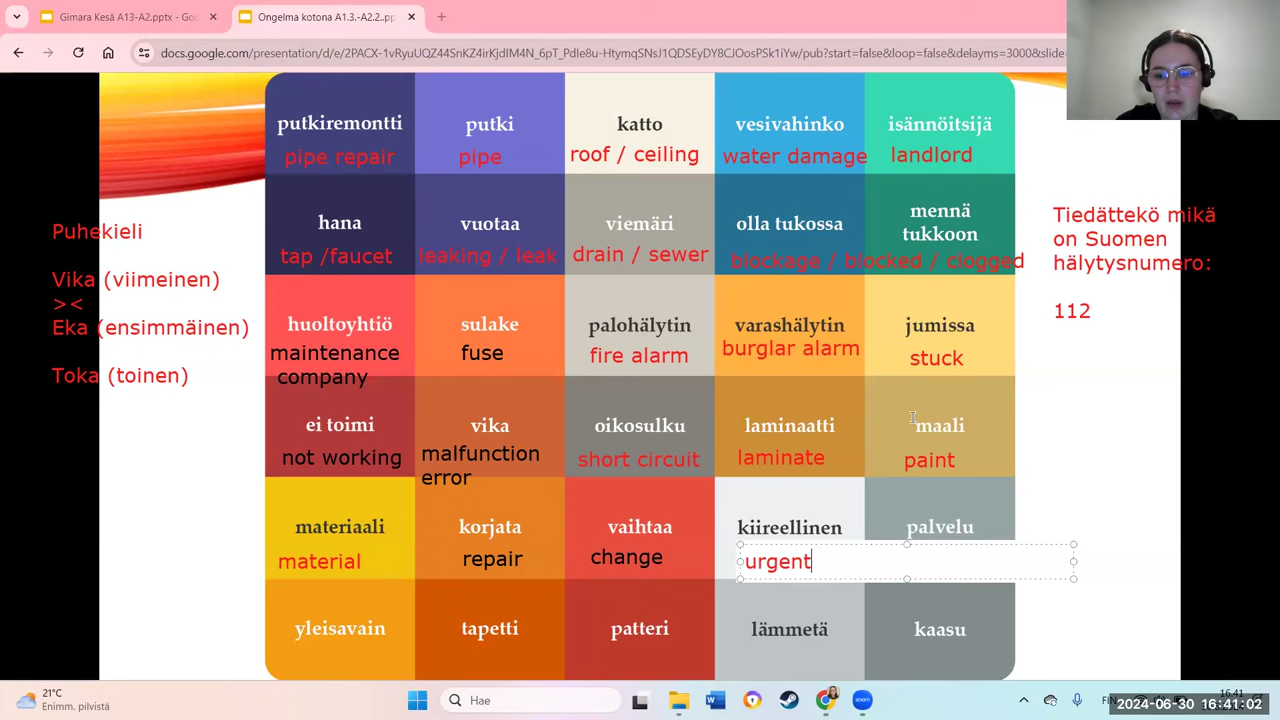 Gimara Kesä A13-A2.pptx - Goo
Ongelma kotona A1.3.-A2.2..pp
docs.google.com/presentation/d/e/2PACX-1vRyuUQZ44SnKZ4irKjdIM4N_6pT_PdIe8u-HtymqSNsJ1QDSEyDY8CJOosPSk1iYw/pub?start=false&loop=false&delayms=3000&slide
putkiremontti
pipe repair
putki
pipe
katto
roof / ceiling
vesivahinko
water damage
isännöitsijä
landlord
hana
tap /faucet
vuotaa
leaking / leak
viemäri
drain / sewer
olla tukossa
mennä
tukkoon
blockage / blocked / clogged
huoltoyhtiö
maintenance
company
sulake
fuse
palohälytin
fire alarm
varashälytin
burglar alarm
jumissa
stuck
ei toimi
not working
vika
malfunction
error
oikosulku
short circuit
laminaatti
laminate
maali
paint
materiaali
material
korjata
repair
vaihtaa
change
kiireellinen
urgent
palvelu
yleisavain
tapetti
patteri
lämmetä
kaasu
Puhekieli
Vika (viimeinen)
><
Eka (ensimmäinen)
Toka (toinen)
Tiedättekö mikä
on Suomen
hälytysnumero:
112
21°C
Enimm. pilvistä
Hae
FIN
16.41
2024-06-30 16:41:02